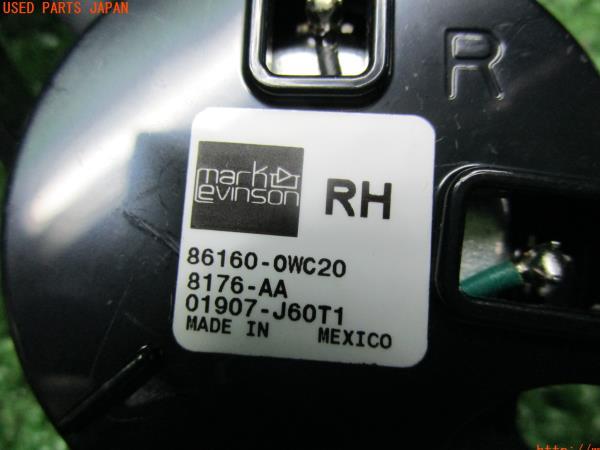 USED PARTS JAPAN
R
mark
levinson
RH
86160-0WC20
8176-AA
01907-J60T1
MADE IN MEXICO